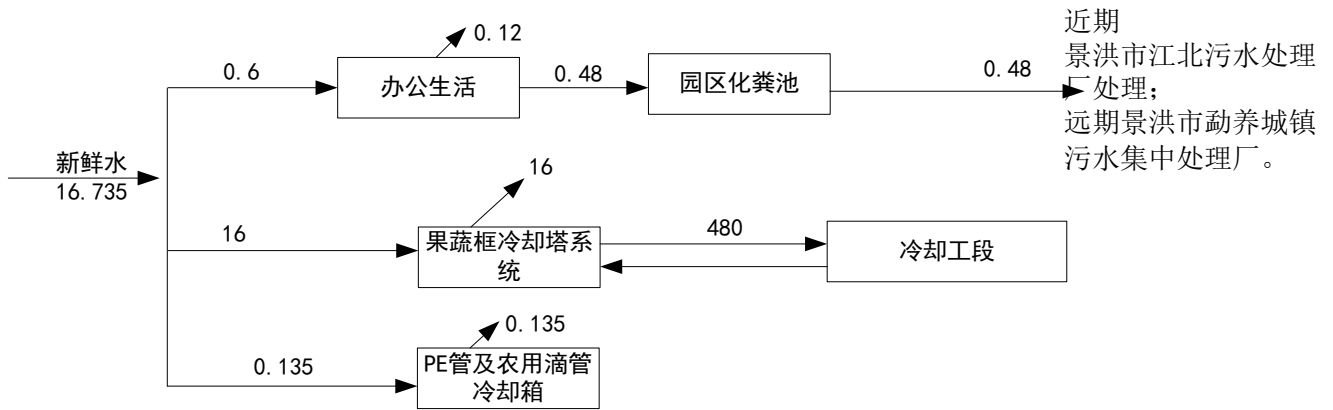 近期
景洪市江北污水处理
厂处理；
远期景洪市勐养城镇
污水集中处理厂。
0.12
0.6
办公生活
0.48
园区化粪池
0.48
新鲜水
16.735
16
16
果蔬框冷却塔系
统
480
冷却工段
0.135
0.135
PE管及农用滴管
冷却箱